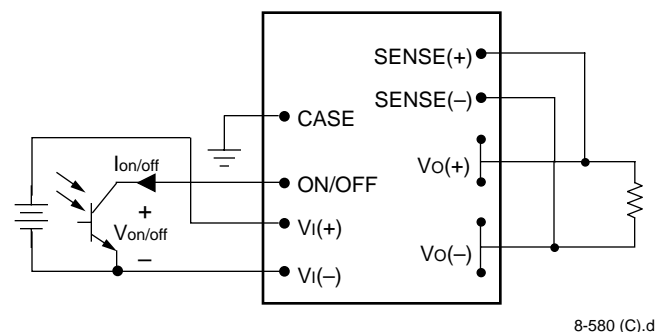 SENSE(+)
SENSE(–)
CASE
Ion/off
ON/OFF
VO(+)
+
Von/off
VI(+)
–
VO(–)
VI(–)
8-580 (C).d